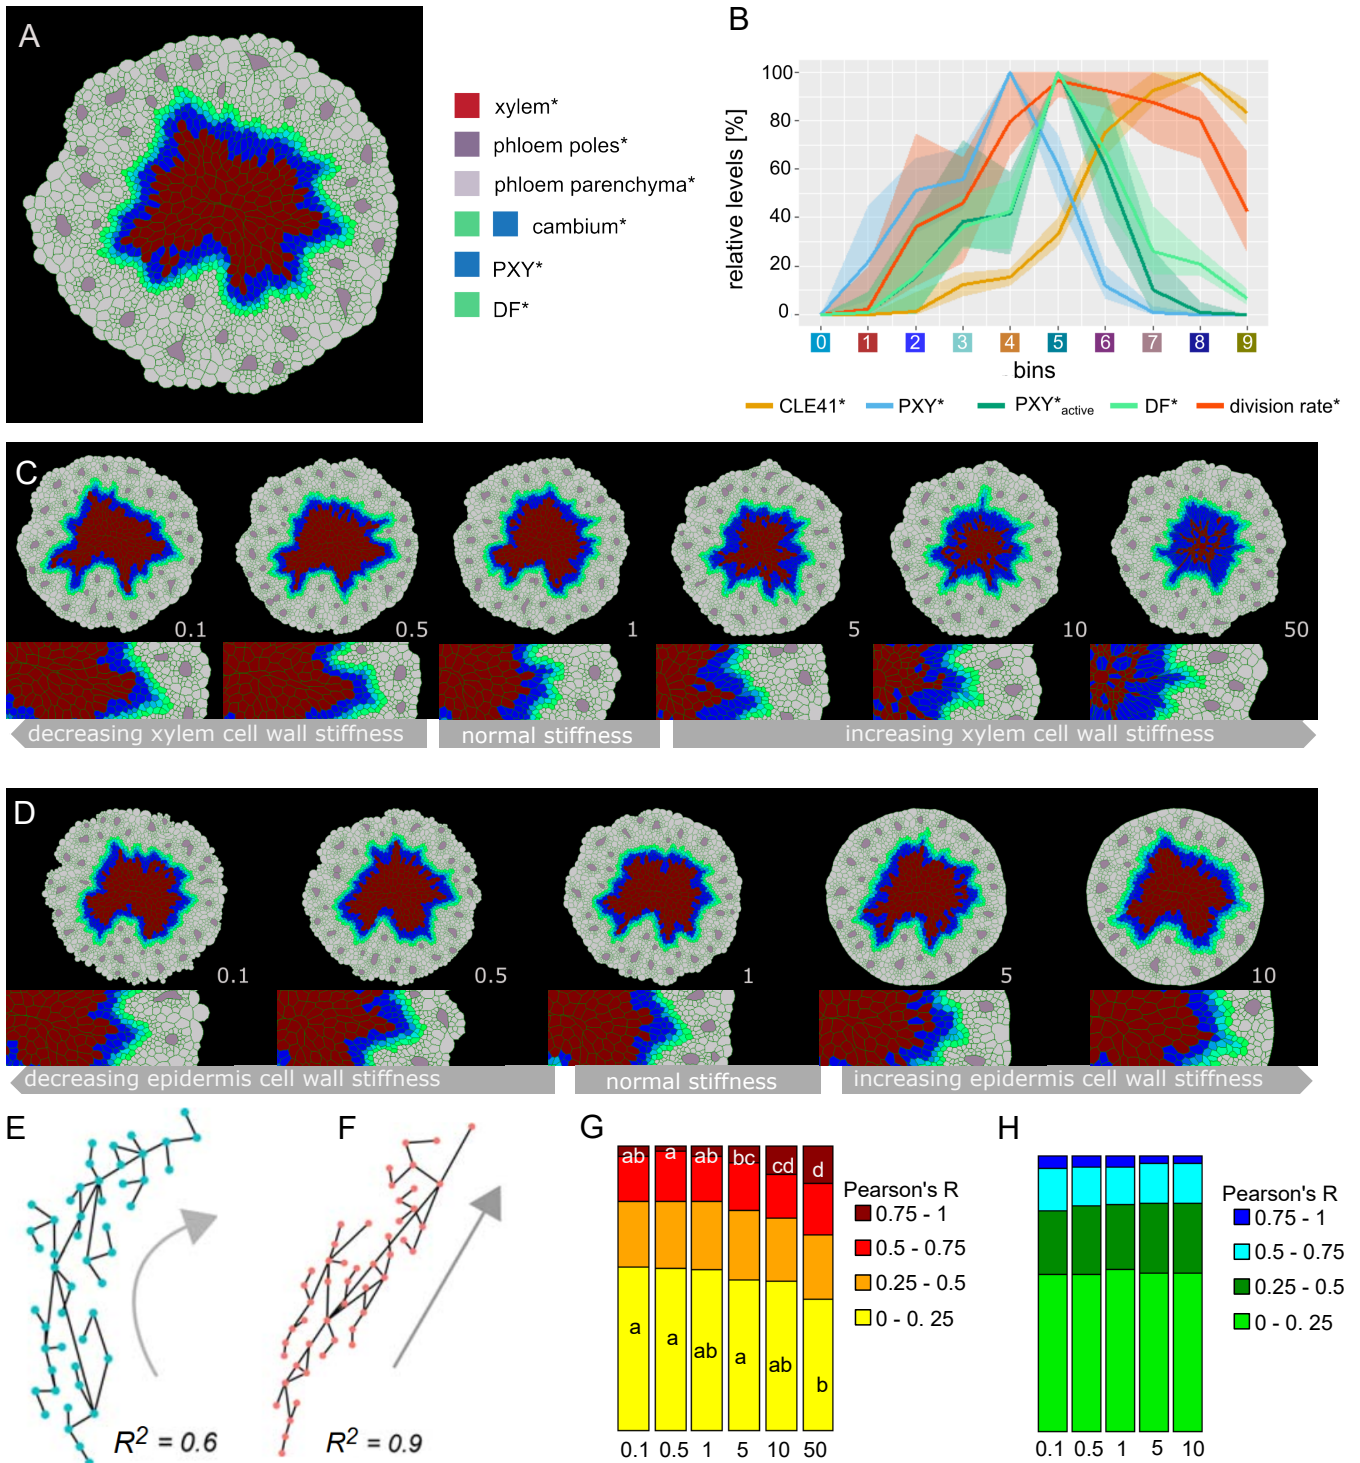 A
xylem*
phloem poles*
phloem parenchyma*
cambium*
PXY*
DF*
B
relative levels [%]
100
80
60
40
20
0
0 1 2 3 4 5 6 7 8 9
bins
CLE41* PXY* PXY*active DF* division rate*
C
0.1 0.5 1 5 10 50
decreasing xylem cell wall stiffness normal stiffness increasing xylem cell wall stiffness
D
0.1 0.5 1 5 10
decreasing epidermis cell wall stiffness normal stiffness increasing epidermis cell wall stiffness
E
R² = 0.6
F
R² = 0.9
G
ab a ab bc cd d
a a ab a ab b
0.1 0.5 1 5 10 50
Pearson's R
0.75 - 1
0.5 - 0.75
0.25 - 0.5
0 - 0. 25
H
0.1 0.5 1 5 10
Pearson's R
0.75 - 1
0.5 - 0.75
0.25 - 0.5
0 - 0. 25